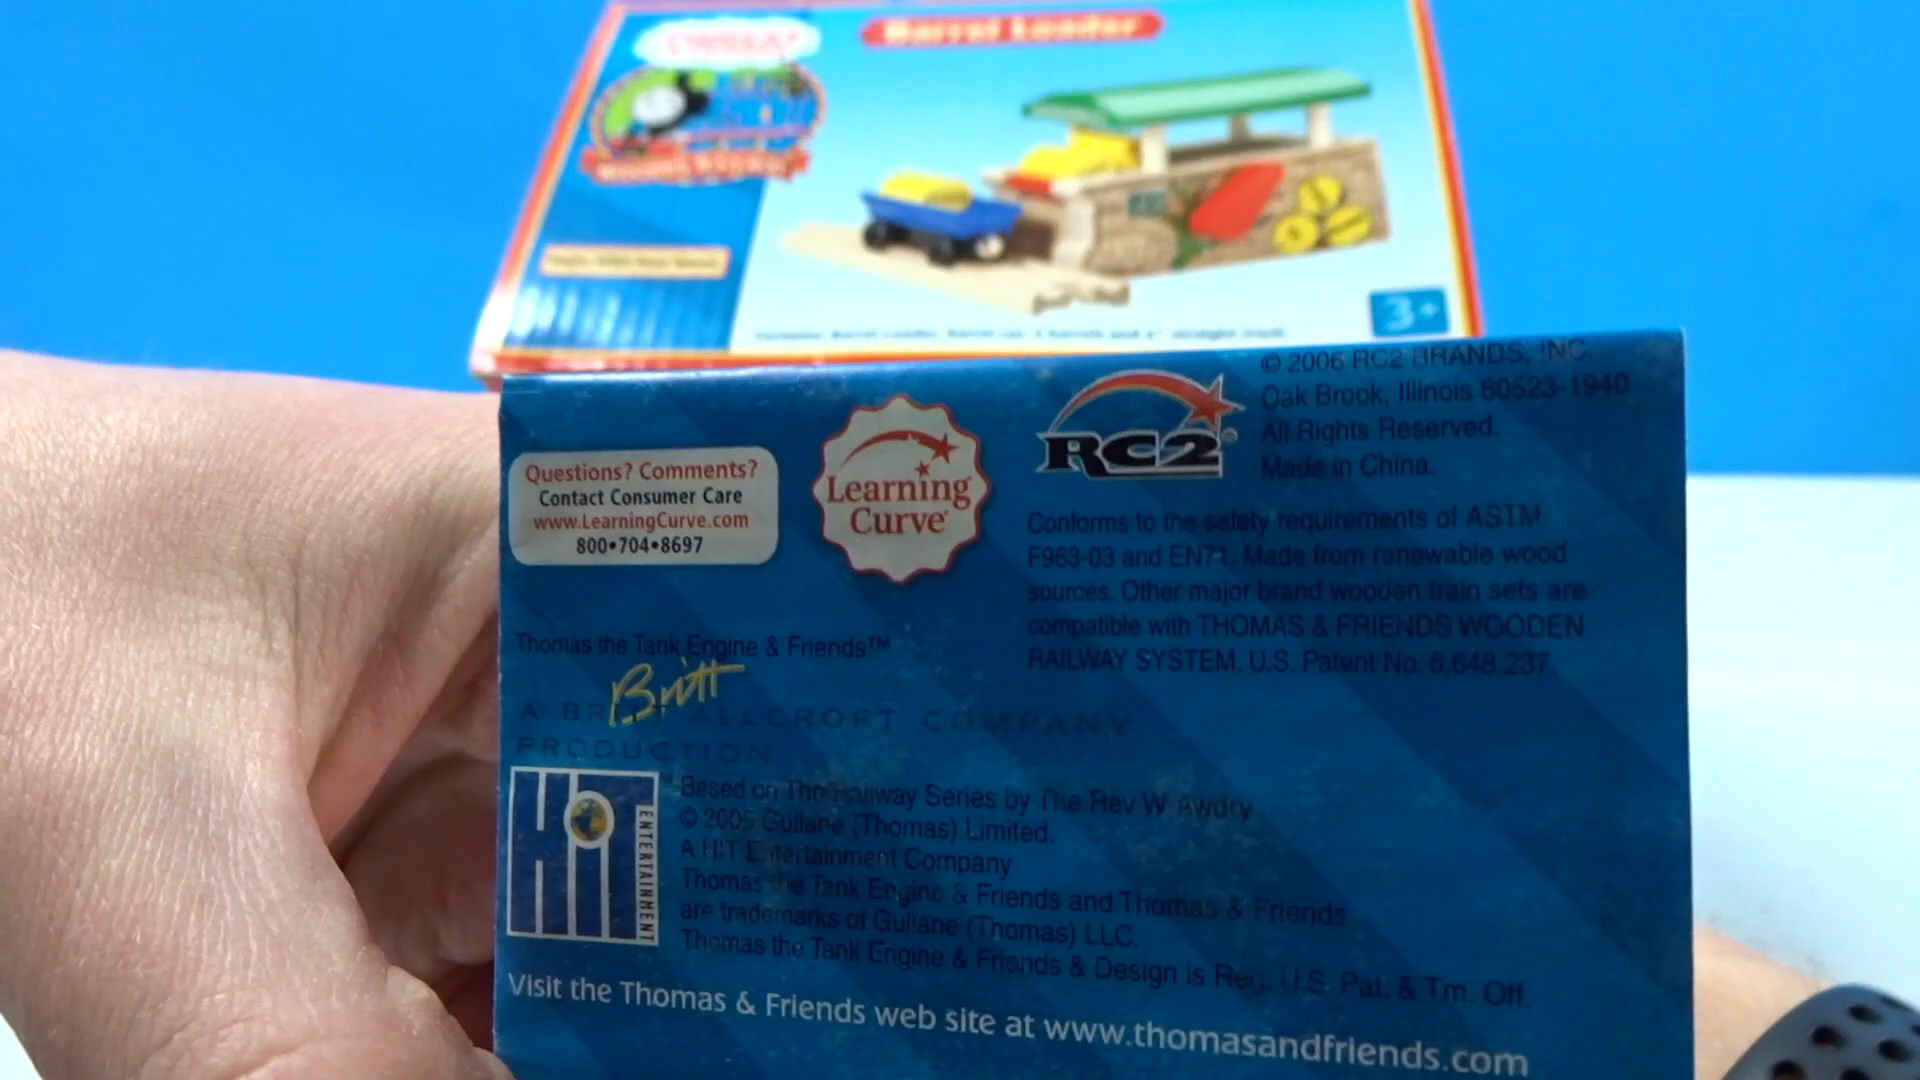 Barrel Loader
3+
Questions? Comments?
Contact Consumer Care
www.LearningCurve.com
800•704•8697
Learning
Curve®
RC2®
© 2006 RC2 BRANDS, INC.
Oak Brook, Illinois 60523-1940
All Rights Reserved.
Made in China.
Conforms to the safety requirements of ASTM
F963-03 and EN71. Made from renewable wood
sources. Other major brand wooden train sets are
compatible with THOMAS & FRIENDS WOODEN
RAILWAY SYSTEM. U.S. Patent No. 6,648,237.
Thomas the Tank Engine & Friends™
Britt
A BRITT ALLCROFT COMPANY
PRODUCTION
HiT
ENTERTAINMENT
Based on The Railway Series by The Rev W Awdry
© 2005 Gullane (Thomas) Limited.
A HIT Entertainment Company
Thomas the Tank Engine & Friends and Thomas & Friends
are trademarks of Gullane (Thomas) LLC.
Thomas the Tank Engine & Friends & Design is Reg. U.S. Pat. & Tm. Off.
Visit the Thomas & Friends web site at www.thomasandfriends.com